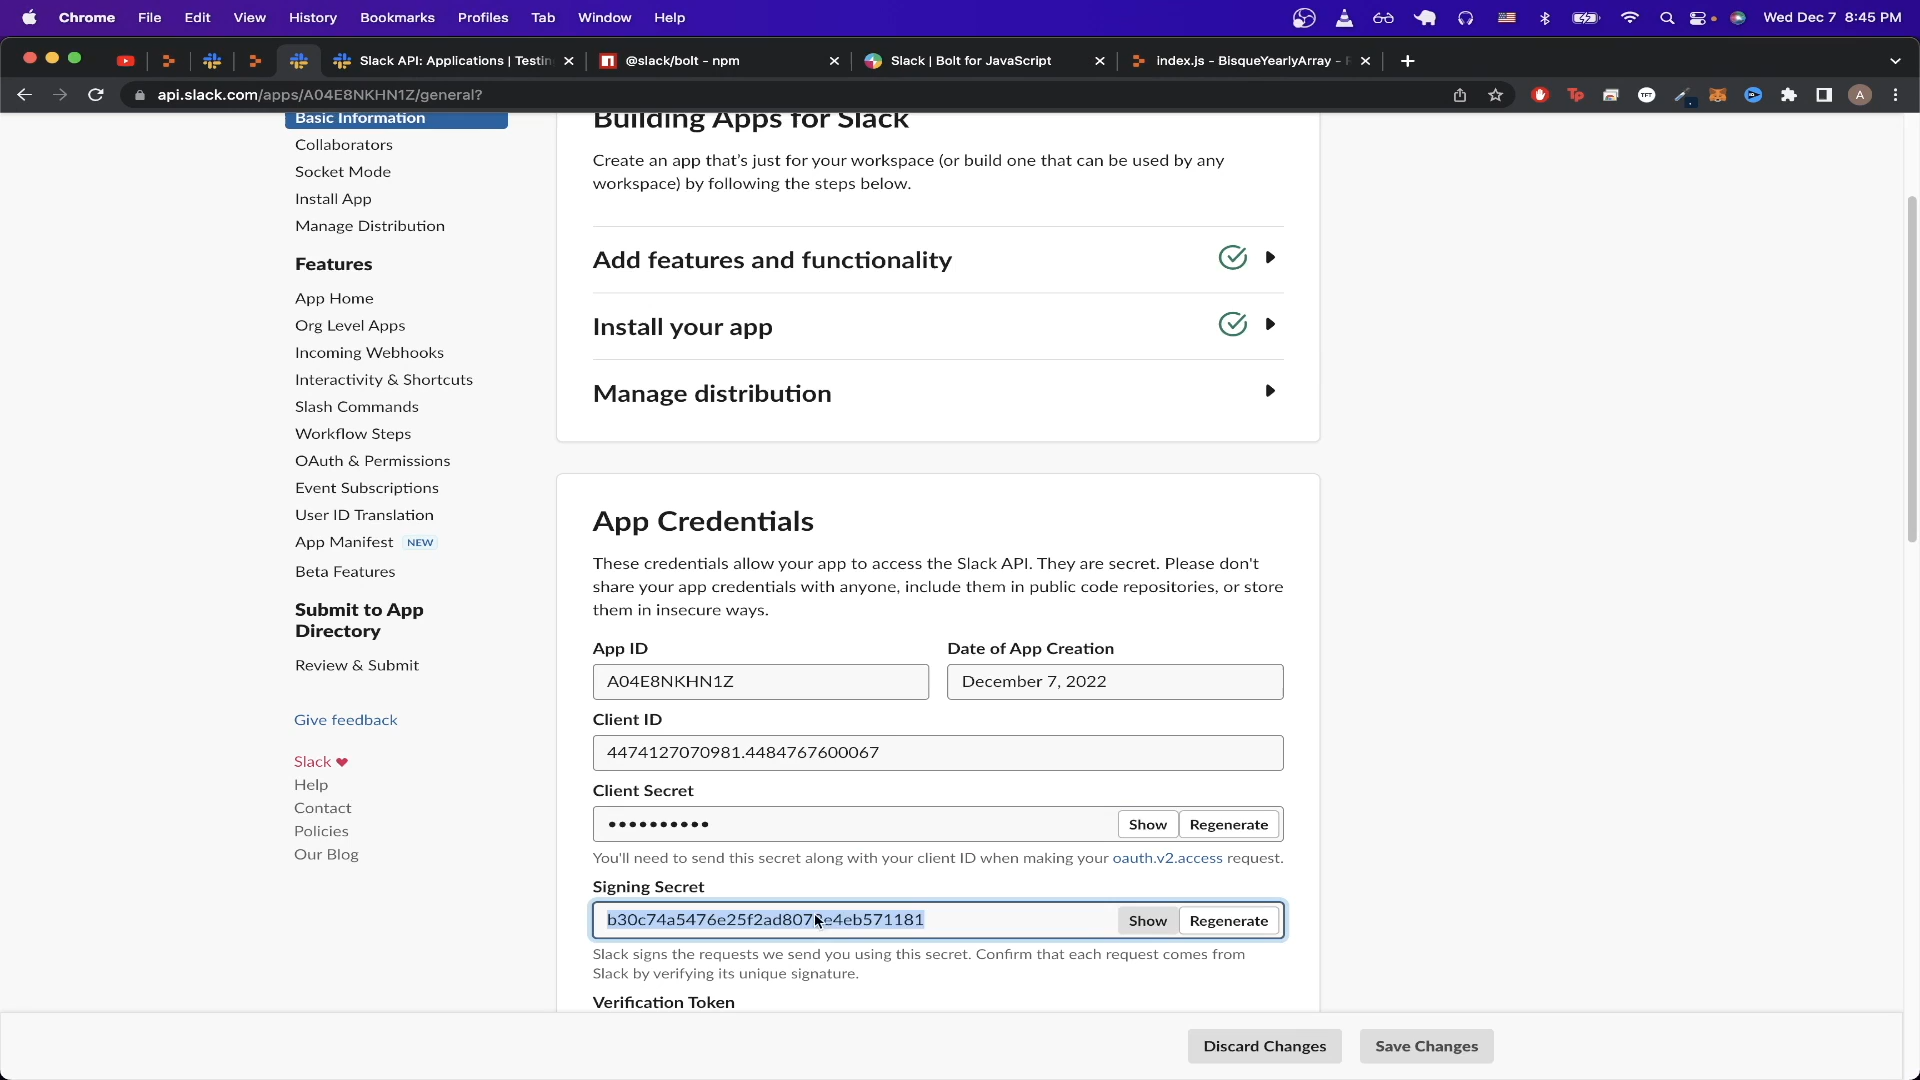 Chrome File Edit View History Bookmarks Profiles Tab Window Help
Wed Dec 7 8:45 PM
Slack API: Applications | Testin
@slack/bolt - npm
Slack | Bolt for JavaScript
index.js - BisqueYearlyArray -
api.slack.com/apps/A04E8NKHN1Z/general?
Basic Information
Collaborators
Socket Mode
Install App
Manage Distribution
Features
App Home
Org Level Apps
Incoming Webhooks
Interactivity & Shortcuts
Slash Commands
Workflow Steps
OAuth & Permissions
Event Subscriptions
User ID Translation
App Manifest NEW
Beta Features
Submit to App
Directory
Review & Submit
Give feedback
Slack ❤
Help
Contact
Policies
Our Blog
Building Apps for Slack
Create an app that's just for your workspace (or build one that can be used by any
workspace) by following the steps below.
Add features and functionality
Install your app
Manage distribution
App Credentials
These credentials allow your app to access the Slack API. They are secret. Please don't
share your app credentials with anyone, include them in public code repositories, or store
them in insecure ways.
App ID
A04E8NKHN1Z
Date of App Creation
December 7, 2022
Client ID
4474127070981.4484767600067
Client Secret
••••••••••
Show Regenerate
You'll need to send this secret along with your client ID when making your oauth.v2.access request.
Signing Secret
Show Regenerate
Slack signs the requests we send you using this secret. Confirm that each request comes from
Slack by verifying its unique signature.
Verification Token
Discard Changes
Save Changes